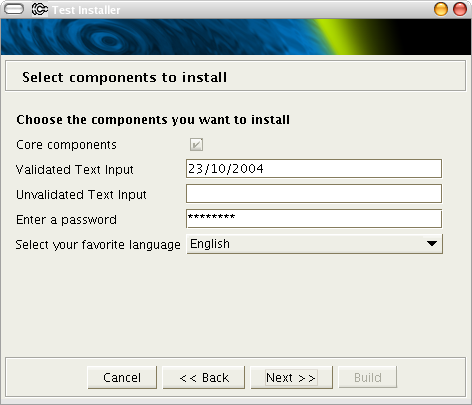 Test Installer
Select components to install
Choose the components you want to install
Core components
Validated Text Input 23/10/2004
Unvalidated Text Input
Enter a password ********
Select your favorite language English
Cancel << Back Next >> Build